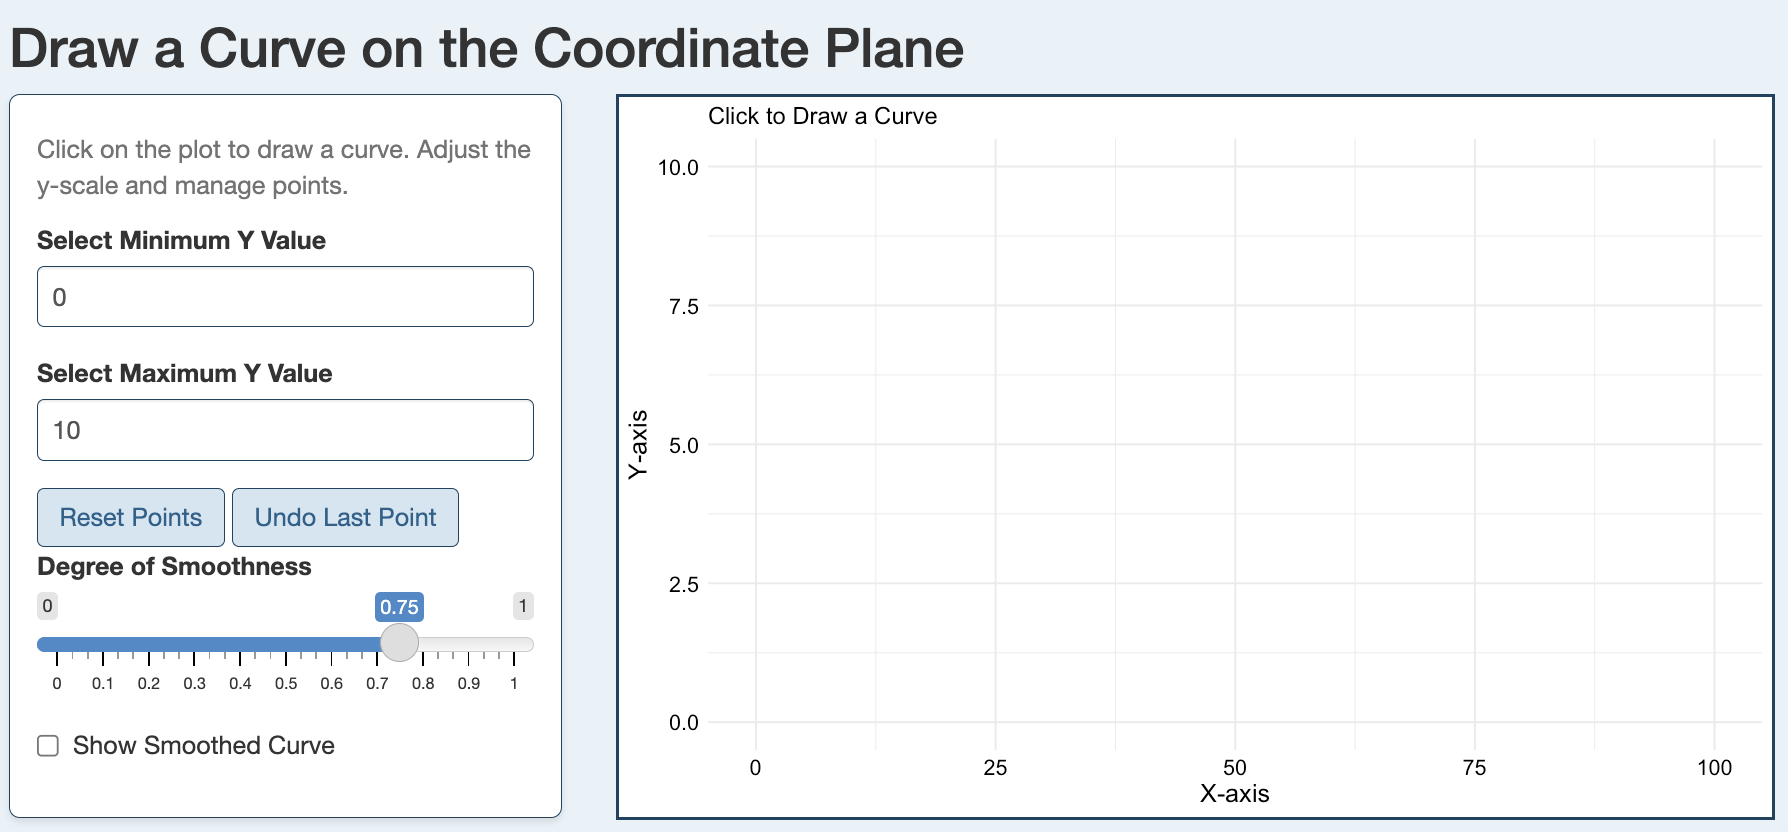 Draw a Curve on the Coordinate Plane
Click on the plot to draw a curve. Adjust the
y-scale and manage points.
Select Minimum Y Value
0
Select Maximum Y Value
10
Reset Points
Undo Last Point
Degree of Smoothness
0
0.75
1
0 0.1 0.2 0.3 0.4 0.5 0.6 0.7 0.8 0.9 1
Show Smoothed Curve
Click to Draw a Curve
10.0
7.5
5.0
2.5
0.0
Y-axis
0 25 50 75 100
X-axis